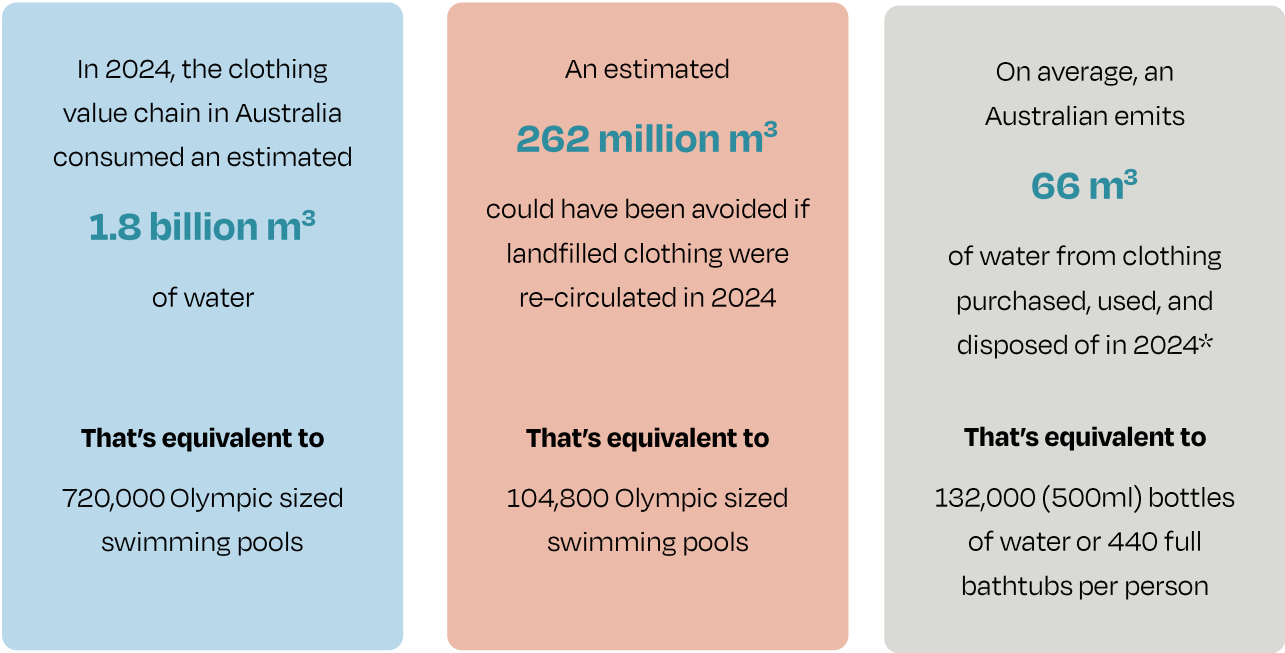 In 2024, the clothing
value chain in Australia
consumed an estimated
1.8 billion m³
of water
That's equivalent to
720,000 Olympic sized
swimming pools
An estimated
262 million m³
could have been avoided if
landfilled clothing were
re-circulated in 2024
That's equivalent to
104,800 Olympic sized
swimming pools
On average, an
Australian emits
66 m³
of water from clothing
purchased, used, and
disposed of in 2024*
That's equivalent to
132,000 (500ml) bottles
of water or 440 full
bathtubs per person